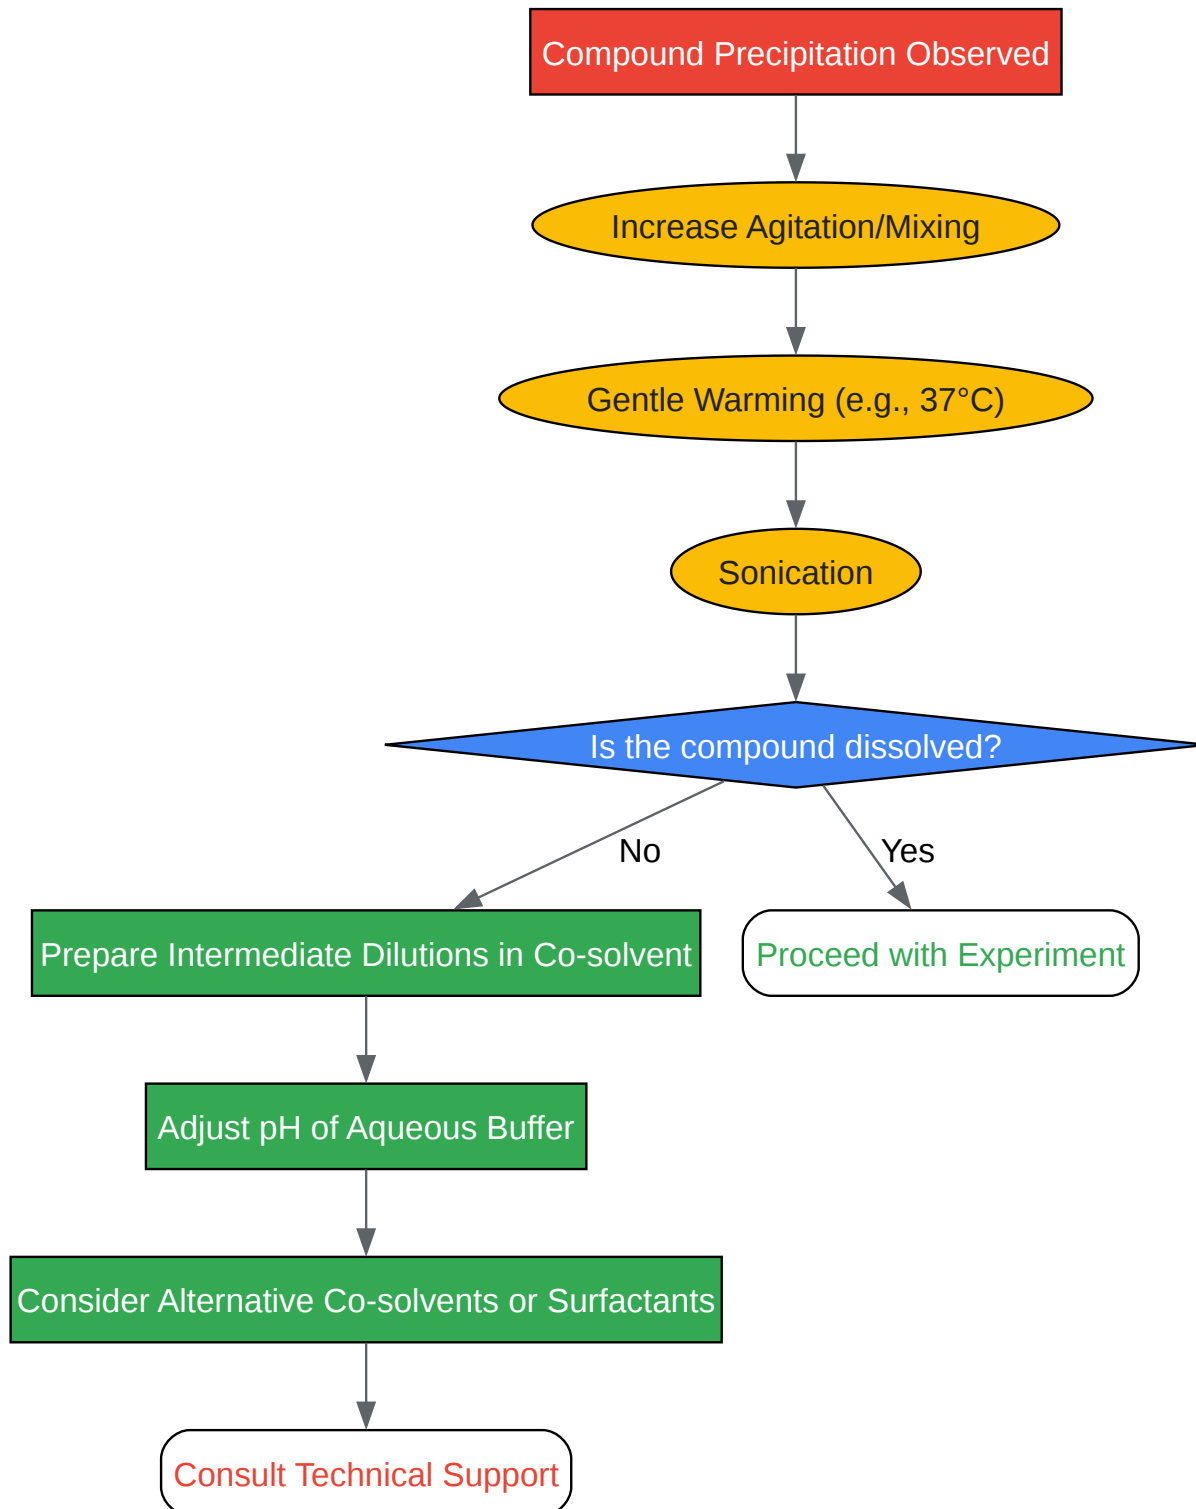 Compound Precipitation Observed
Increase Agitation/Mixing
Gentle Warming (e.g., 37°C)
Sonication
Is the compound dissolved?
No
Yes
Prepare Intermediate Dilutions in Co-solvent
Proceed with Experiment
Adjust pH of Aqueous Buffer
Consider Alternative Co-solvents or Surfactants
Consult Technical Support